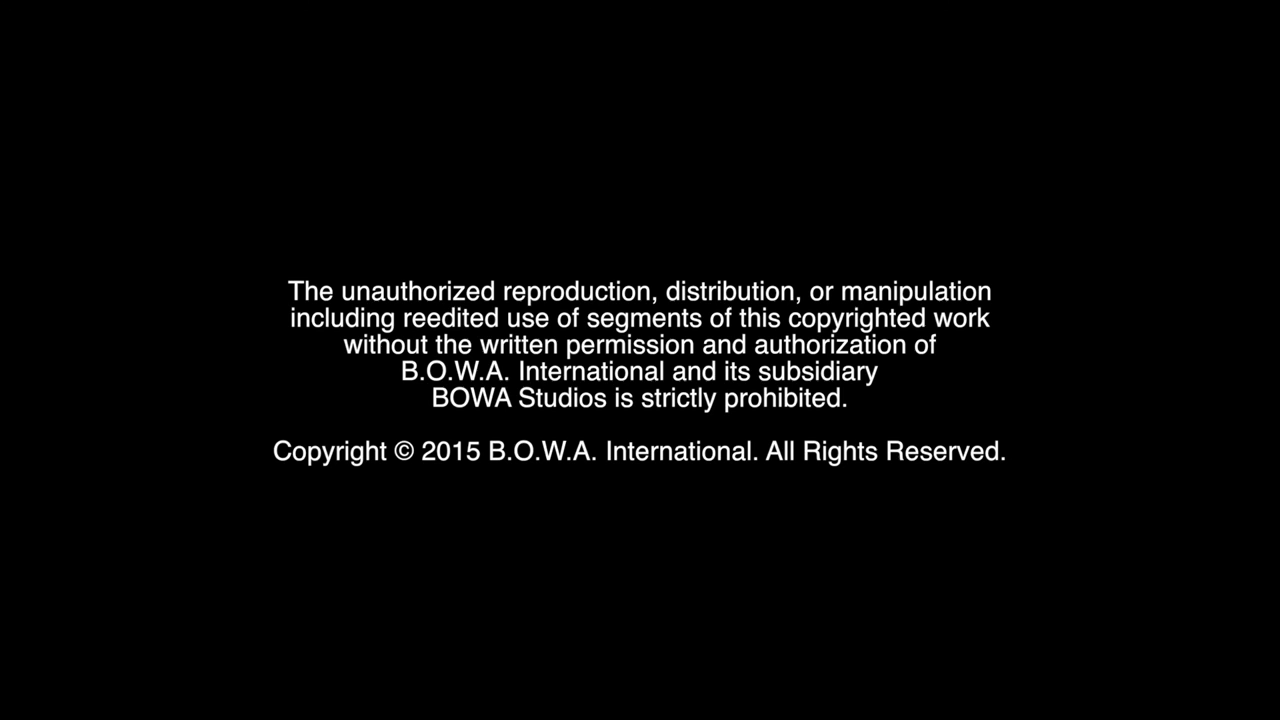 The unauthorized reproduction, distribution, or manipulation
including reedited use of segments of this copyrighted work
without the written permission and authorization of
B.O.W.A. International and its subsidiary
BOWA Studios is strictly prohibited.
Copyright © 2015 B.O.W.A. International. All Rights Reserved.